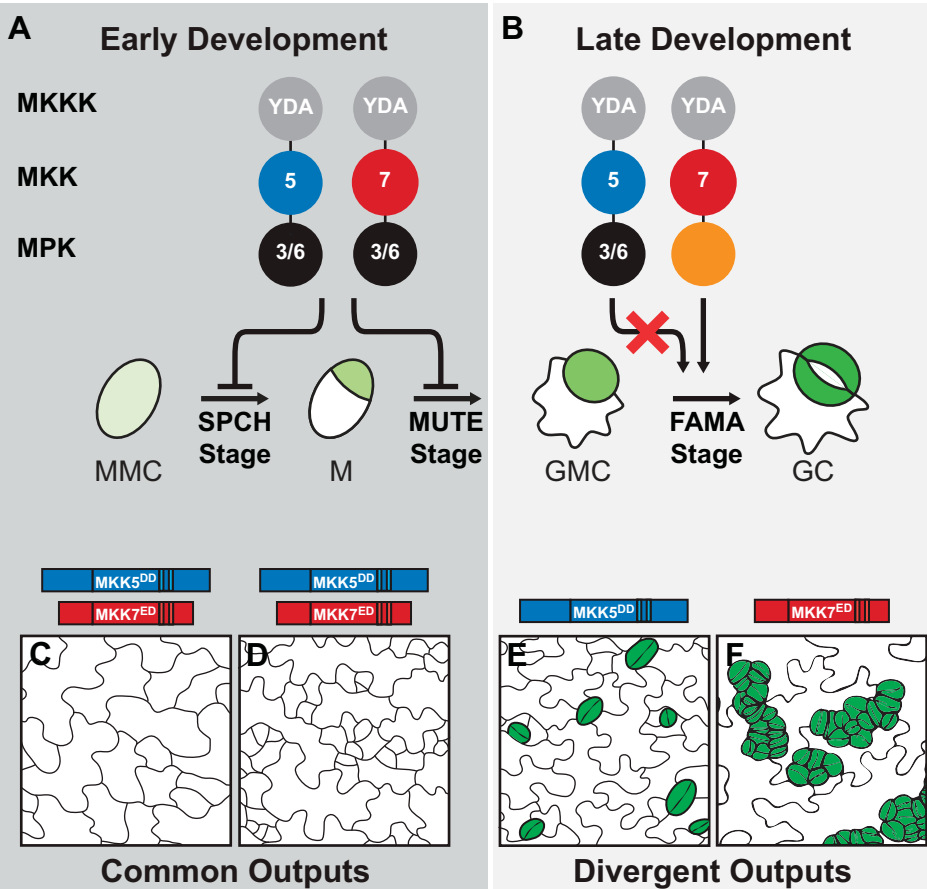 A
Early Development
MKKK
YDA YDA
MKK
5 7
MPK
3/6 3/6
SPCH
Stage
MUTE
Stage
MMC
M
B
Late Development
YDA YDA
5 7
3/6
FAMA
Stage
GMC
GC
MKK5DD
MKK7ED
MKK5DD
MKK7ED
C
D
Common Outputs
MKK5DD
MKK7ED
E
F
Divergent Outputs